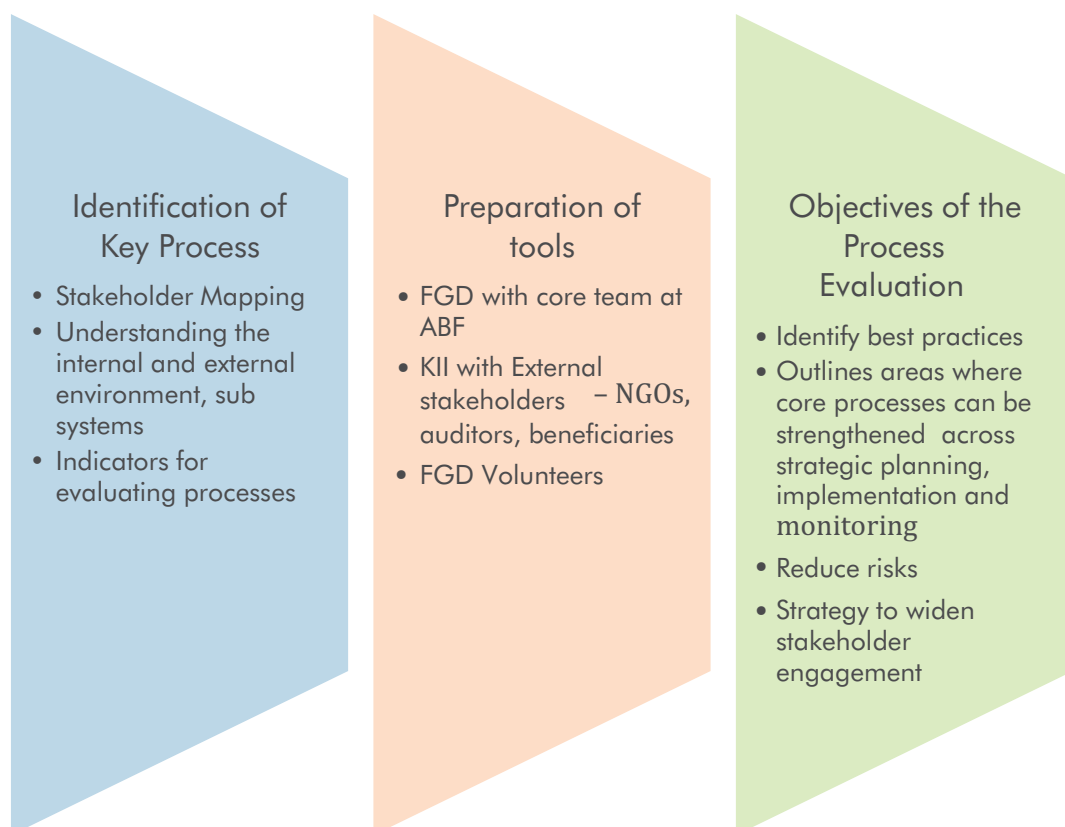 Identification of
Key Process
• Stakeholder Mapping
• Understanding the
internal and external
environment, sub
systems
• Indicators for
evaluating processes
Preparation of
tools
• FGD with core team at
ABF
• KII with External
stakeholders – NGOs,
auditors, beneficiaries
• FGD Volunteers
Objectives of the
Process
Evaluation
• Identify best practices
• Outlines areas where
core processes can be
strengthened across
strategic planning,
implementation and
monitoring
• Reduce risks
• Strategy to widen
stakeholder
engagement